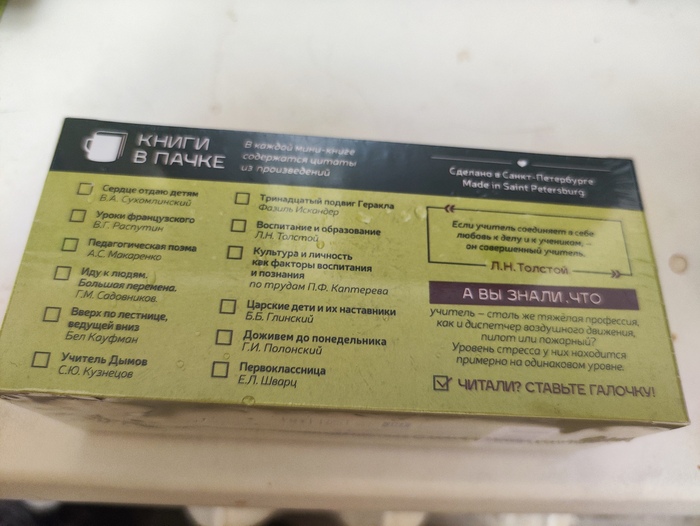 КНИГИ
В ПАЧКЕ
В каждой мини-книге
содержатся цитаты
из произведений
Сделано в Санкт-Петербурге
Made in Saint Petersburg
Сердце отдаю детям
В.А. Сухомлинский
Уроки французского
В.Г. Распутин
Педагогическая поэма
А.С. Макаренко
Иду к людям.
Большая перемена.
Г.М. Садовников.
Вверх по лестнице,
ведущей вниз
Бел Кауфман
Учитель Дымов
С.Ю. Кузнецов
Тринадцатый подвиг Геракла
Фазиль Искандер
Воспитание и образование
Л.Н. Толстой
Культура и личность
как факторы воспитания
и познания
по трудам П.Ф. Каптерева
Царские дети и их наставники
Б.Б. Глинский
Доживем до понедельника
Г.И. Полонский
Первоклассница
Е.Л. Шварц
Если учитель соединяет в себе
любовь к делу и к ученикам, —
он совершенный учитель.
Л.Н. ТОЛСТОЙ
А ВЫ ЗНАЛИ ,ЧТО
учитель – столь же тяжёлая профессия,
как и диспетчер воздушного движения,
пилот или пожарный?
Уровень стресса у них находится
примерно на одинаковом уровне.
ЧИТАЛИ? СТАВЬТЕ ГАЛОЧКУ!